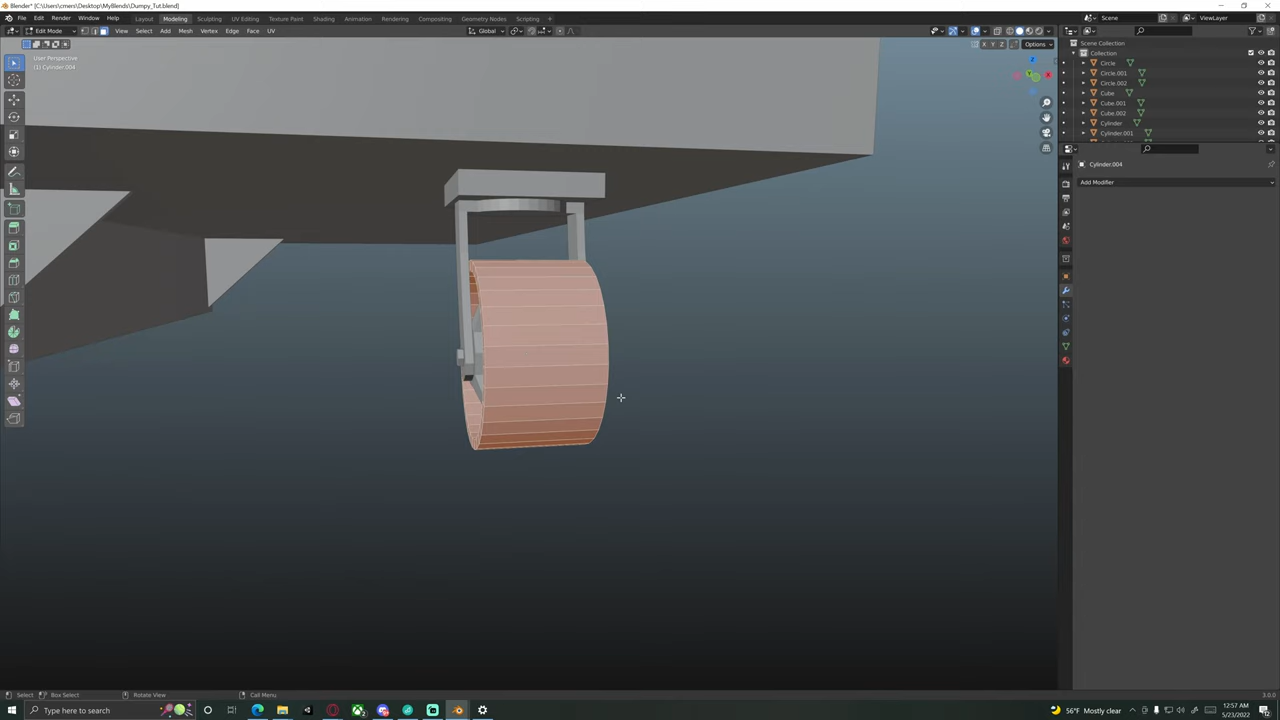 Blender* [C:\Users\cmers\Desktop\MyBlends\Dumpy_Tut.blend]
File Edit Render Window Help Layout Modeling Sculpting UV Editing Texture Paint Shading Animation Rendering Compositing Geometry Nodes Scripting Scene ViewLayer
Edit Mode View Select Add Mesh Vertex Edge Face UV Global
X Y Z Options
Scene Collection
Collection
Circle
Circle.001
Circle.002
Cube
Cube.001
Cube.002
Cylinder
Cylinder.001
User Perspective
(1) Cylinder.004
Cylinder.004
Add Modifier
Select Box Select Rotate View Call Menu 3.0.0
Type here to search
56°F Mostly clear
12:57 AM
5/23/2022